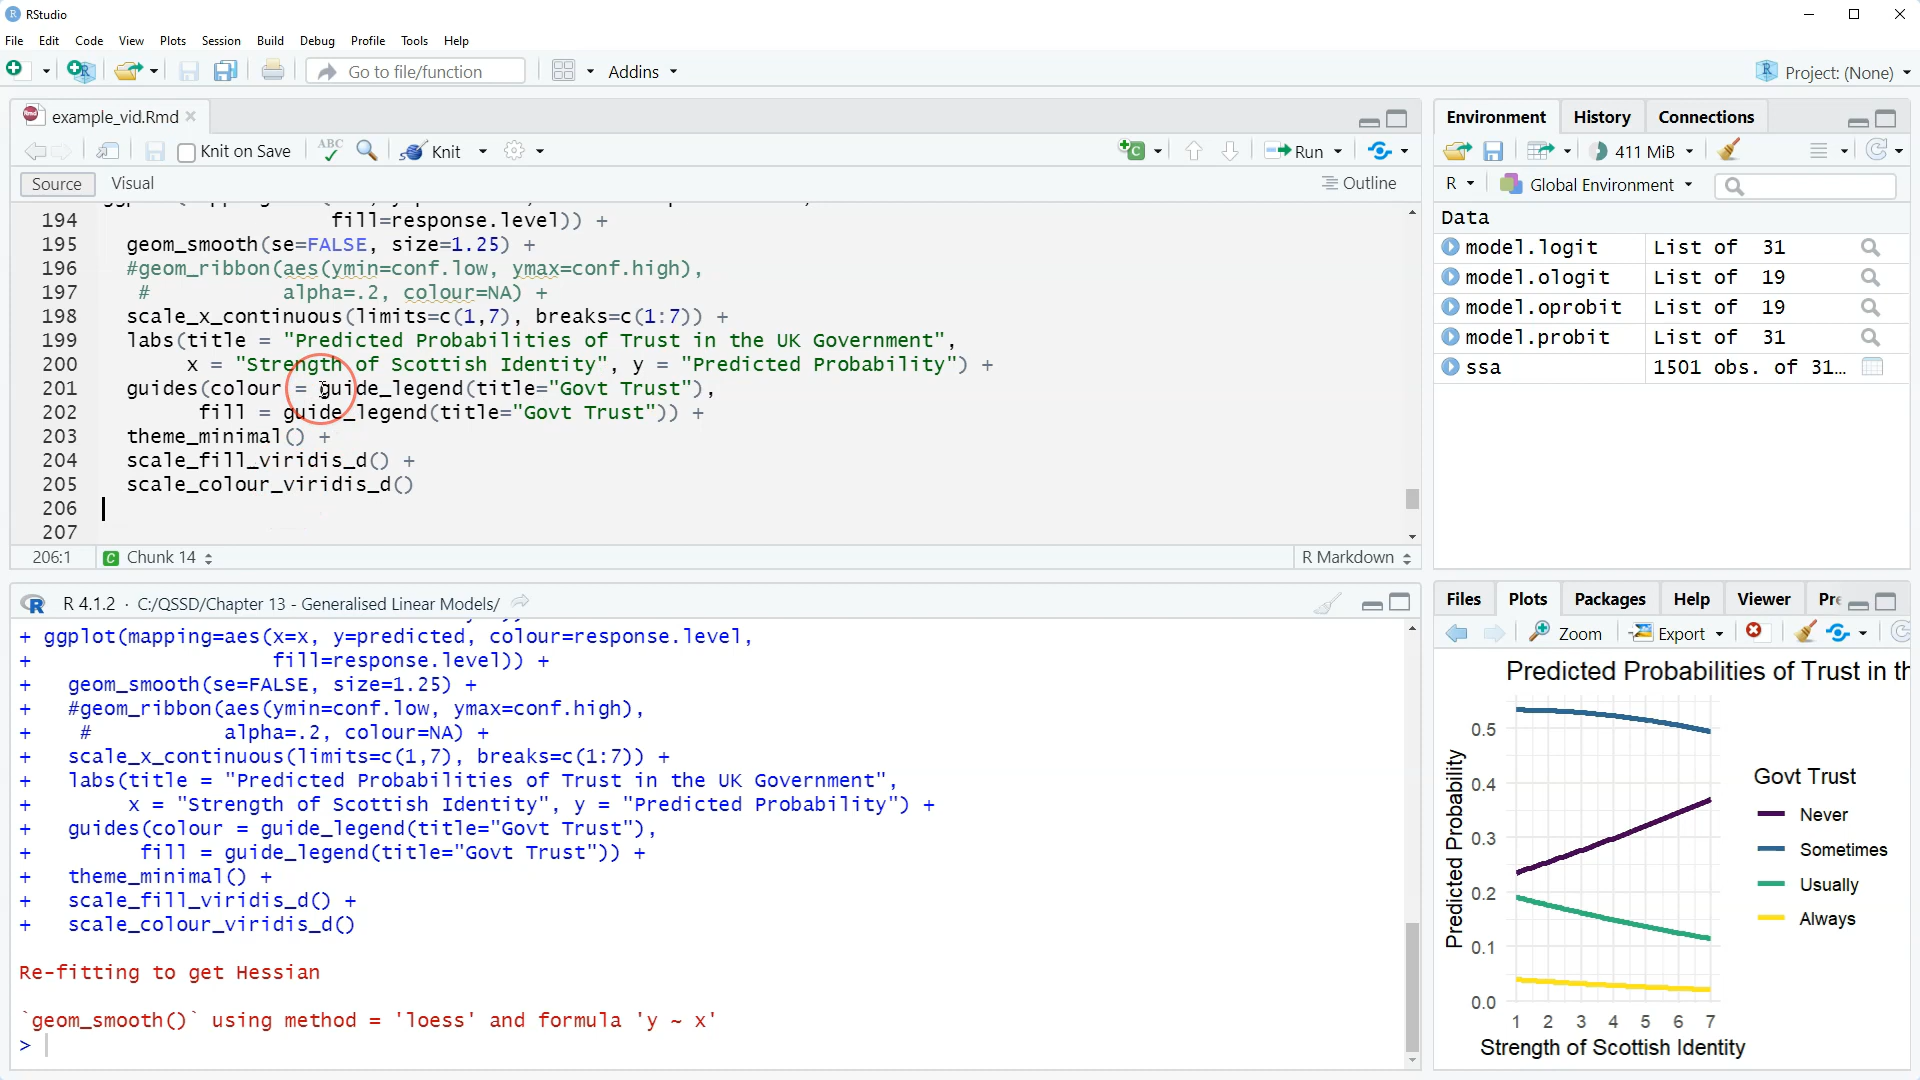 RStudio
File Edit Code View Plots Session Build Debug Profile Tools Help
Go to file/function Addins Project: (None)
example_vid.Rmd
Knit on Save ABC Knit Run
Source Visual Outline
194 fill=response.level)) +
195 geom_smooth(se=FALSE, size=1.25) +
196 #geom_ribbon(aes(ymin=conf.low, ymax=conf.high),
197 # alpha=.2, colour=NA) +
198 scale_x_continuous(limits=c(1,7), breaks=c(1:7)) +
199 labs(title = "Predicted Probabilities of Trust in the UK Government",
200 x = "Strength of Scottish Identity", y = "Predicted Probability") +
201 guides(colour = guide_legend(title="Govt Trust"),
202 fill = guide_legend(title="Govt Trust")) +
203 theme_minimal() +
204 scale_fill_viridis_d() +
205 scale_colour_viridis_d()
206
207
206:1 C Chunk 14 R Markdown
R 4.1.2 · C:/QSSD/Chapter 13 - Generalised Linear Models/
+ ggplot(mapping=aes(x=x, y=predicted, colour=response.level,
+ fill=response.level)) +
+ geom_smooth(se=FALSE, size=1.25) +
+ #geom_ribbon(aes(ymin=conf.low, ymax=conf.high),
+ # alpha=.2, colour=NA) +
+ scale_x_continuous(limits=c(1,7), breaks=c(1:7)) +
+ labs(title = "Predicted Probabilities of Trust in the UK Government",
+ x = "Strength of Scottish Identity", y = "Predicted Probability") +
+ guides(colour = guide_legend(title="Govt Trust"),
+ fill = guide_legend(title="Govt Trust")) +
+ theme_minimal() +
+ scale_fill_viridis_d() +
+ scale_colour_viridis_d()
Re-fitting to get Hessian
`geom_smooth()` using method = 'loess' and formula 'y ~ x'
>
Environment History Connections
411 MiB
R Global Environment
Data
model.logit List of 31
model.ologit List of 19
model.oprobit List of 19
model.probit List of 31
ssa 1501 obs. of 31…
Files Plots Packages Help Viewer Pre
Zoom Export
Predicted Probabilities of Trust in th
Predicted Probability
0.5
0.4
0.3
0.2
0.1
0.0
1 2 3 4 5 6 7
Strength of Scottish Identity
Govt Trust
Never
Sometimes
Usually
Always